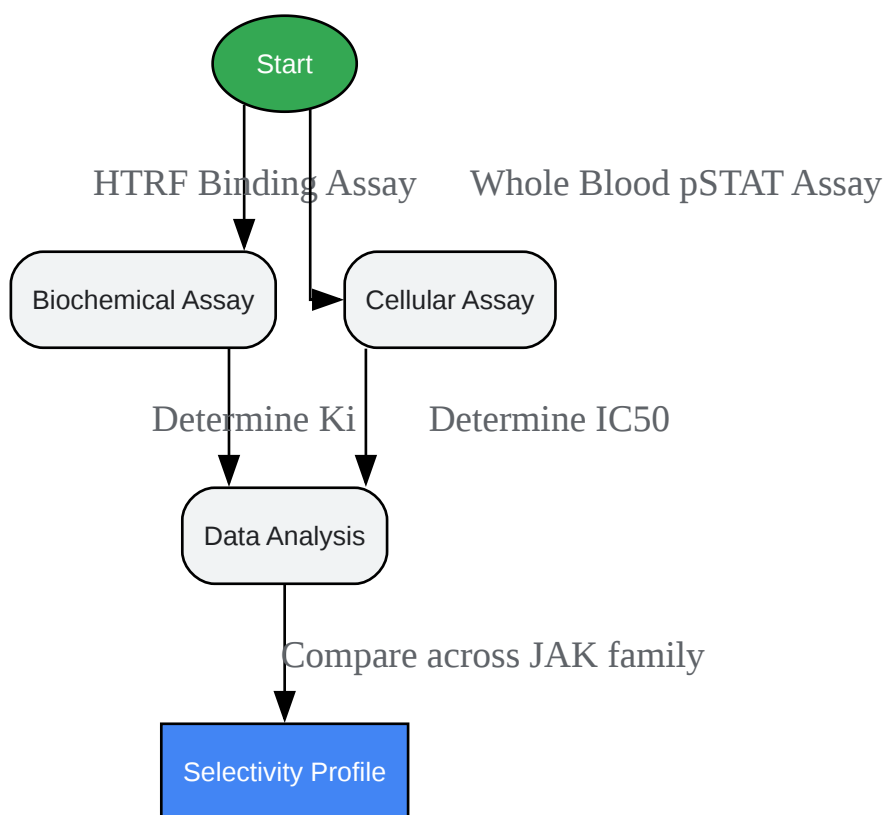 Start
HTRF Binding Assay
Whole Blood pSTAT Assay
Biochemical Assay
Cellular Assay
Determine Ki
Determine IC50
Data Analysis
Compare across JAK family
Selectivity Profile